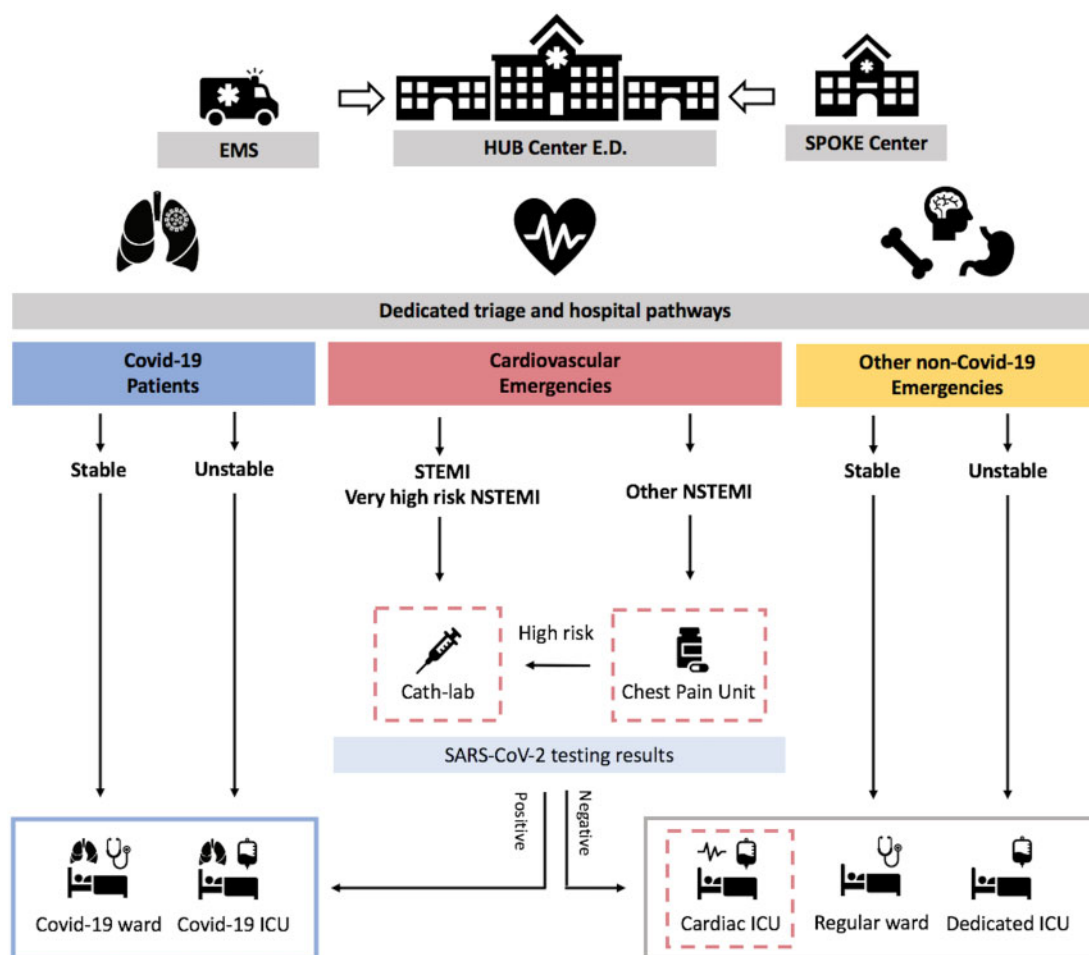 EMS
HUB Center E.D.
SPOKE Center
Dedicated triage and hospital pathways
Covid-19
Patients
Cardiovascular
Emergencies
Other non-Covid-19
Emergencies
Stable
Unstable
STEMI
Very high risk NSTEMI
Other NSTEMI
Stable
Unstable
High risk
Cath-lab
Chest Pain Unit
SARS-CoV-2 testing results
Positive
Negative
Covid-19 ward
Covid-19 ICU
Cardiac ICU
Regular ward
Dedicated ICU